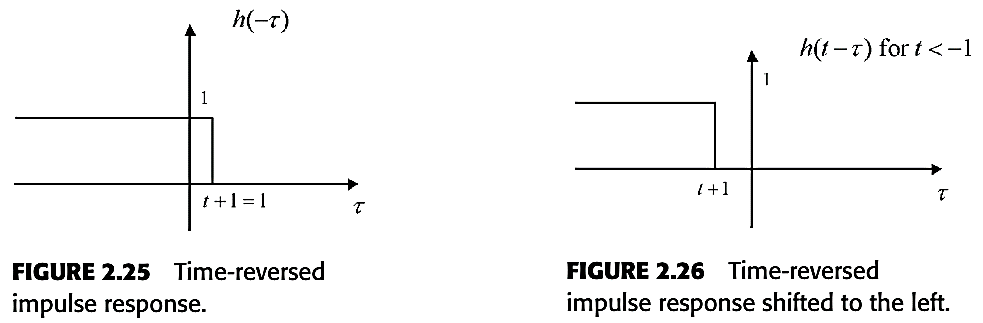 h(−τ)
1
t + 1 = 1
τ
FIGURE 2.25 Time-reversed
impulse response.
h(t − τ) for t < −1
1
t + 1
τ
FIGURE 2.26 Time-reversed
impulse response shifted to the left.